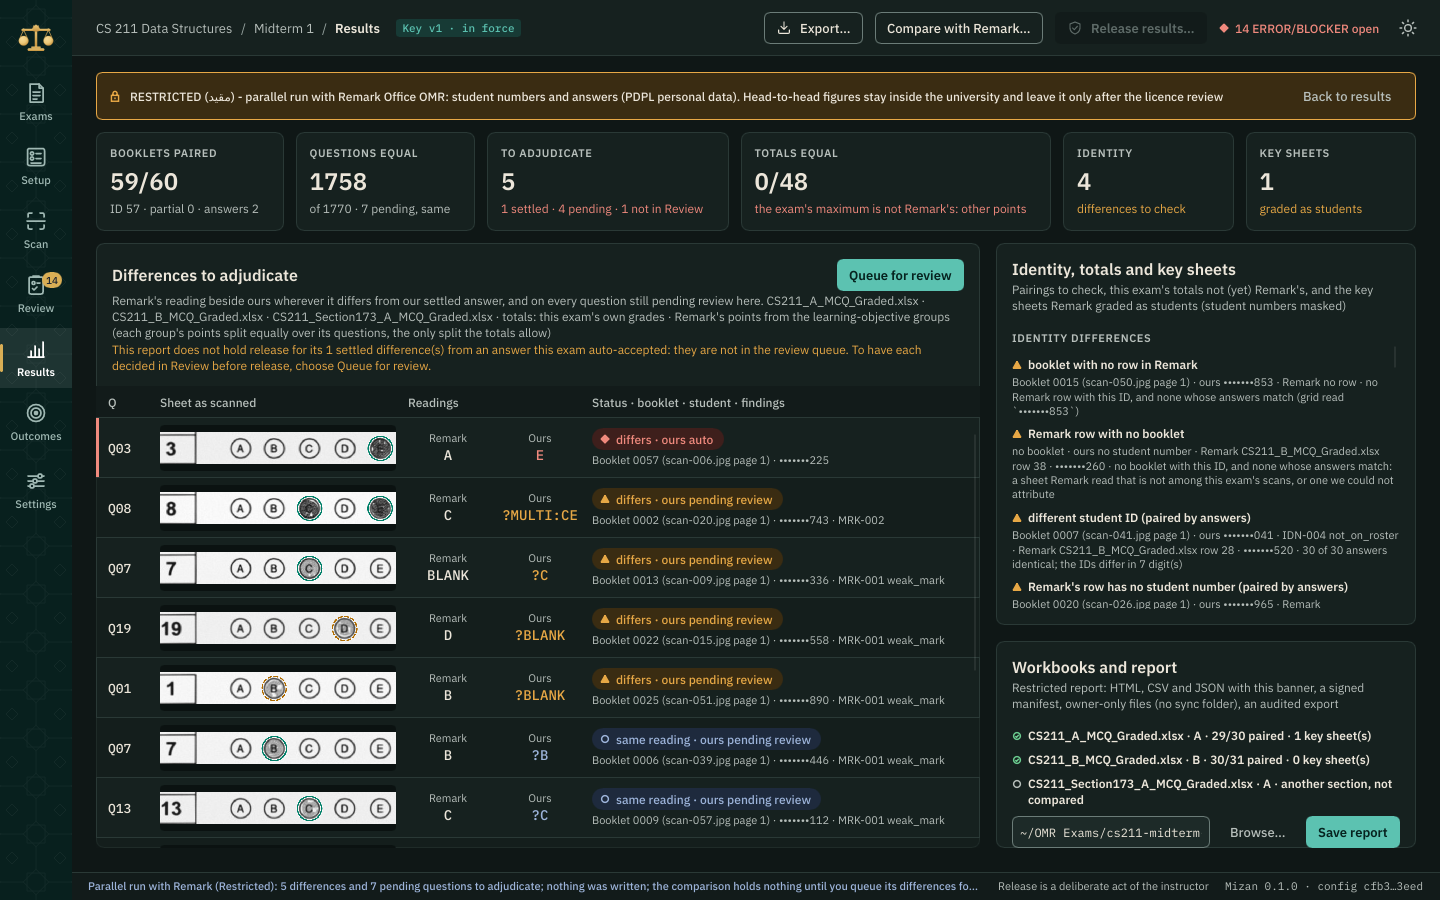 CS 211 Data Structures / Midterm 1 / Results
Key v1 · in force
Export...
Compare with Remark...
Release results...
14 ERROR/BLOCKER open
Exams
Setup
Scan
14
Review
Results
Outcomes
Settings
RESTRICTED (مقيد) - parallel run with Remark Office OMR: student numbers and answers (PDPL personal data). Head-to-head figures stay inside the university and leave it only after the licence review
Back to results
BOOKLETS PAIRED
59/60
ID 57 · partial 0 · answers 2
QUESTIONS EQUAL
1758
of 1770 · 7 pending, same
TO ADJUDICATE
5
1 settled · 4 pending · 1 not in Review
TOTALS EQUAL
0/48
the exam's maximum is not Remark's: other points
IDENTITY
4
differences to check
KEY SHEETS
1
graded as students
Differences to adjudicate
Queue for review
Remark's reading beside ours wherever it differs from our settled answer, and on every question still pending review here. CS211_A_MCQ_Graded.xlsx ·
CS211_B_MCQ_Graded.xlsx · CS211_Section173_A_MCQ_Graded.xlsx · totals: this exam's own grades · Remark's points from the learning-objective groups
(each group's points split equally over its questions, the only split the totals allow)
This report does not hold release for its 1 settled difference(s) from an answer this exam auto-accepted: they are not in the review queue. To have each
decided in Review before release, choose Queue for review.
Q Sheet as scanned Readings Status · booklet · student · findings
Q03
3 A B C D
Remark Ours
A E
differs · ours auto
Booklet 0057 (scan-006.jpg page 1) · •••••••225
Q08
8 A B D
Remark Ours
C ?MULTI:CE
differs · ours pending review
Booklet 0002 (scan-020.jpg page 1) · •••••••743 · MRK-002
Q07
7 A B C D E
Remark Ours
BLANK ?C
differs · ours pending review
Booklet 0013 (scan-009.jpg page 1) · •••••••336 · MRK-001 weak_mark
Q19
19 A B C D E
Remark Ours
D ?BLANK
differs · ours pending review
Booklet 0022 (scan-015.jpg page 1) · •••••••558 · MRK-001 weak_mark
Q01
1 A B C D E
Remark Ours
B ?BLANK
differs · ours pending review
Booklet 0025 (scan-051.jpg page 1) · •••••••890 · MRK-001 weak_mark
Q07
7 A B C D E
Remark Ours
B ?B
same reading · ours pending review
Booklet 0006 (scan-039.jpg page 1) · •••••••446 · MRK-001 weak_mark
Q13
13 A B C D E
Remark Ours
C ?C
same reading · ours pending review
Booklet 0009 (scan-057.jpg page 1) · •••••••112 · MRK-001 weak_mark
Identity, totals and key sheets
Pairings to check, this exam's totals not (yet) Remark's, and the key
sheets Remark graded as students (student numbers masked)
IDENTITY DIFFERENCES
booklet with no row in Remark
Booklet 0015 (scan-050.jpg page 1) · ours •••••••853 · Remark no row · no
Remark row with this ID, and none whose answers match (grid read
`•••••••853`)
Remark row with no booklet
no booklet · ours no student number · Remark CS211_B_MCQ_Graded.xlsx
row 38 · •••••••260 · no booklet with this ID, and none whose answers match:
a sheet Remark read that is not among this exam's scans, or one we could not
attribute
different student ID (paired by answers)
Booklet 0007 (scan-041.jpg page 1) · ours •••••••041 · IDN-004 not_on_roster
· Remark CS211_B_MCQ_Graded.xlsx row 28 · •••••••520 · 30 of 30 answers
identical; the IDs differ in 7 digit(s)
Remark's row has no student number (paired by answers)
Booklet 0020 (scan-026.jpg page 1) · ours •••••••965 · Remark
Workbooks and report
Restricted report: HTML, CSV and JSON with this banner, a signed
manifest, owner-only files (no sync folder), an audited export
CS211_A_MCQ_Graded.xlsx · A · 29/30 paired · 1 key sheet(s)
CS211_B_MCQ_Graded.xlsx · B · 30/31 paired · 0 key sheet(s)
CS211_Section173_A_MCQ_Graded.xlsx · A · another section, not
compared
~/OMR Exams/cs211-midterm
Browse...
Save report
Parallel run with Remark (Restricted): 5 differences and 7 pending questions to adjudicate; nothing was written; the comparison holds nothing until you queue its differences fo...
Release is a deliberate act of the instructor
Mizan 0.1.0 · config cfb3…3eed